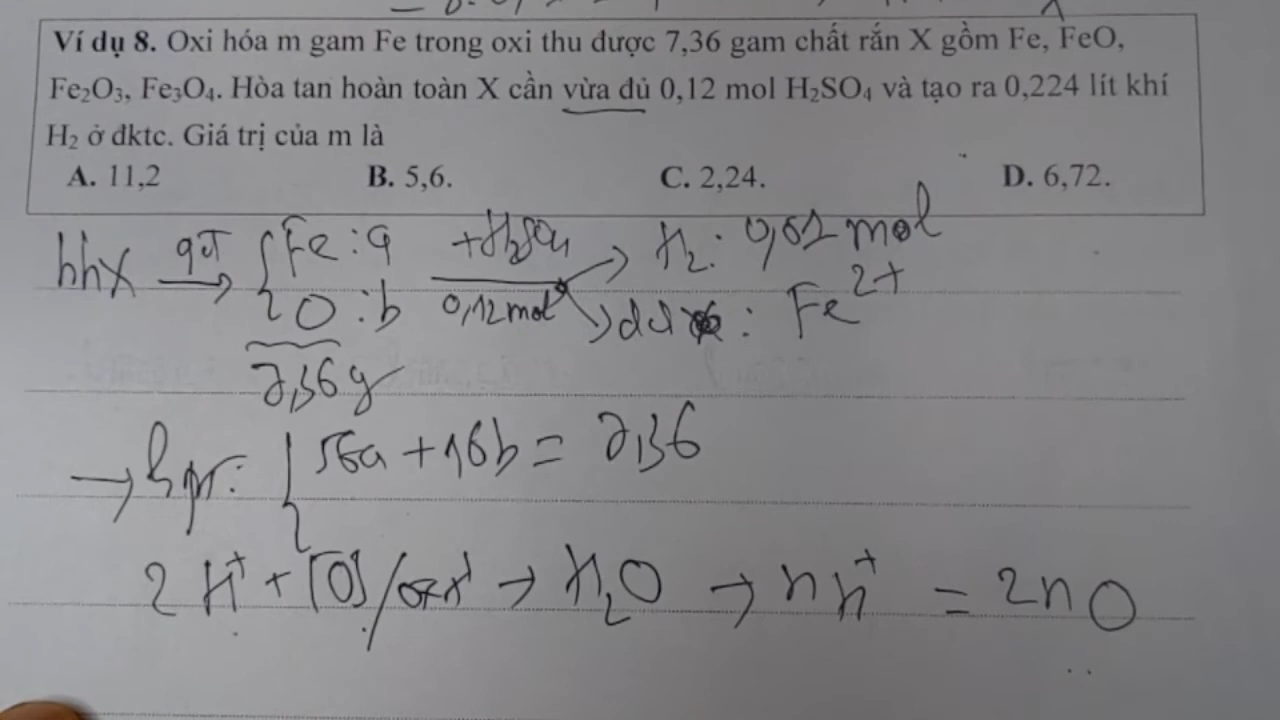 Ví dụ 8. Oxi hóa m gam Fe trong oxi thu được 7,36 gam chất rắn X gồm Fe, FeO,
Fe₂O₃, Fe₃O₄. Hòa tan hoàn toàn X cần vừa đủ 0,12 mol H₂SO₄ và tạo ra 0,224 lít khí
H₂ ở dktc. Giá trị của m là
A. 11,2 B. 5,6. C. 2,24. D. 6,72.
hhX qđ → { Fe : a +H₂SO₄ → H₂: 0,01 mol
O : b 0,12 mol → dd : Fe²⁺
7,36g
→ hpt: { 56a + 16b = 7,36
2H⁺ + [O]/oxit → H₂O → nH⁺ = 2nO